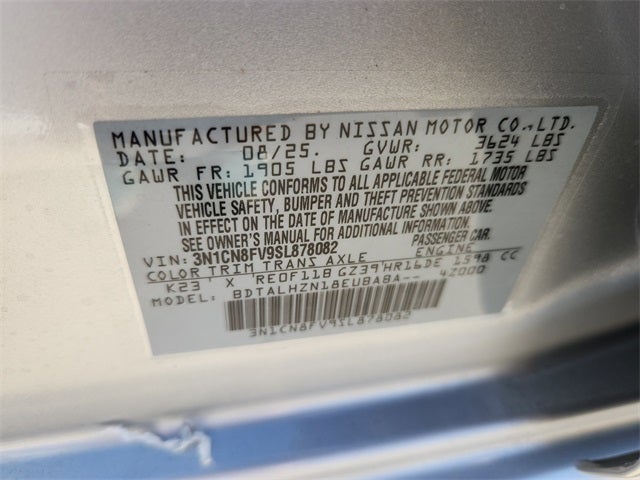 MANUFACTURED BY NISSAN MOTOR CO.,LTD.
DATE: 08/25. GVWR: 3624 LBS
GAWR FR: 1905 LBS GAWR RR: 1735 LBS
THIS VEHICLE CONFORMS TO ALL APPLICABLE FEDERAL MOTOR
VEHICLE SAFETY, BUMPER AND THEFT PREVENTION STANDARDS
IN EFFECT ON THE DATE OF MANUFACTURE SHOWN ABOVE.
SEE OWNER'S MANUAL FOR ADDITIONAL INFORMATION.
VIN: 3N1CN8FV9SL878082 PASSENGER CAR.
COLOR TRIM TRANS AXLE ENGINE
K23 X RE0F11B GZ39 HR16DE 1598 CC
MODEL: BDTALHZN18EUBABA-- 4Z000
3N1CN8FV9SL878082